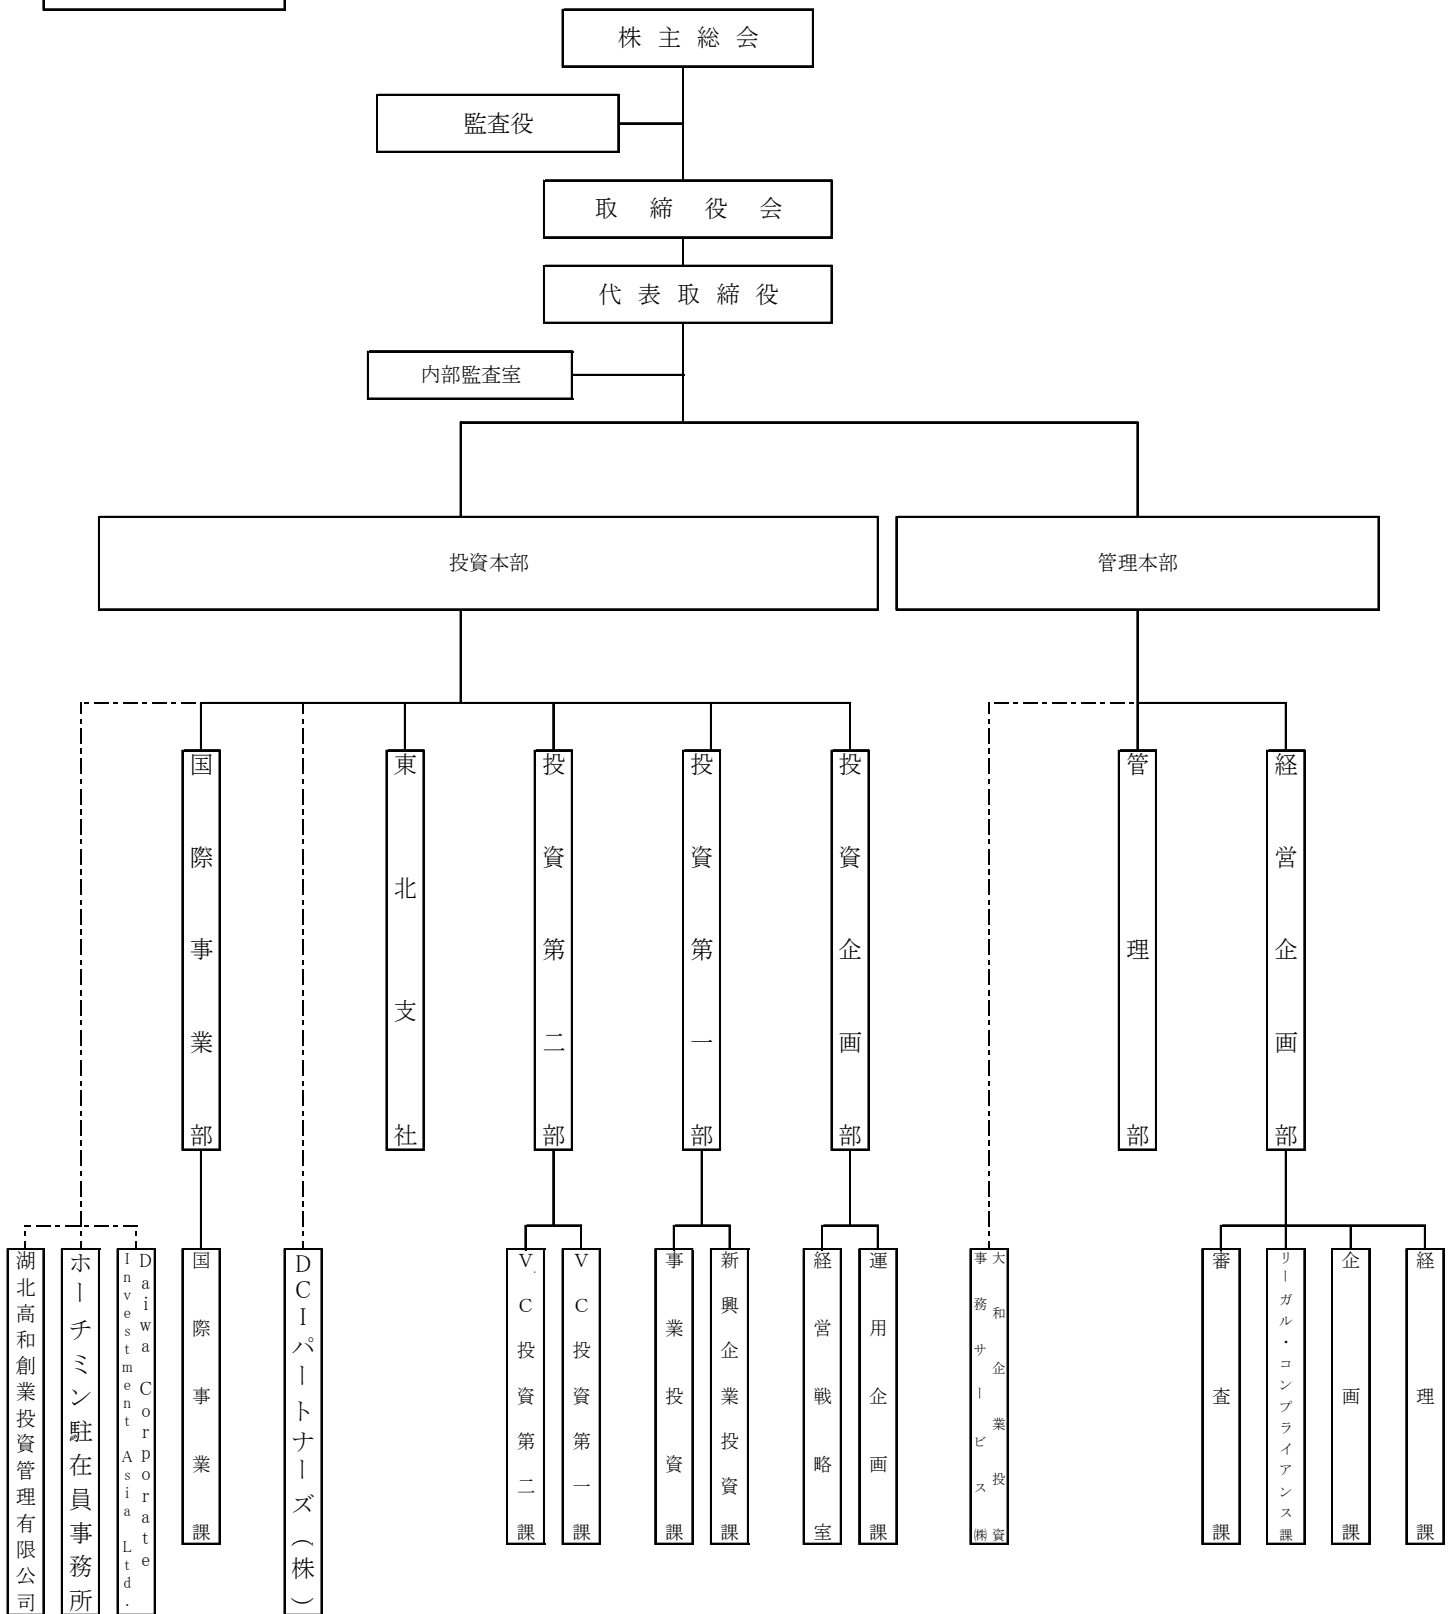 株主総会
監査役
取締役会
代表取締役
内部監査室
投資本部
管理本部
国際事業部
東北支社
投資第二部
投資第一部
投資企画部
管理部
経営企画部
湖北高和創業投資管理有限公司
ホーチミン駐在員事務所
Daiwa Corporate
Investment Asia Ltd.
国際事業課
DCIパートナーズ(株)
VC投資第二課
VC投資第一課
事業投資課
新興企業投資課
経営戦略室
運用企画課
大和企業投資
事務サービス㈱
審査課
リーガル・コンプライアンス課
企画課
経理課